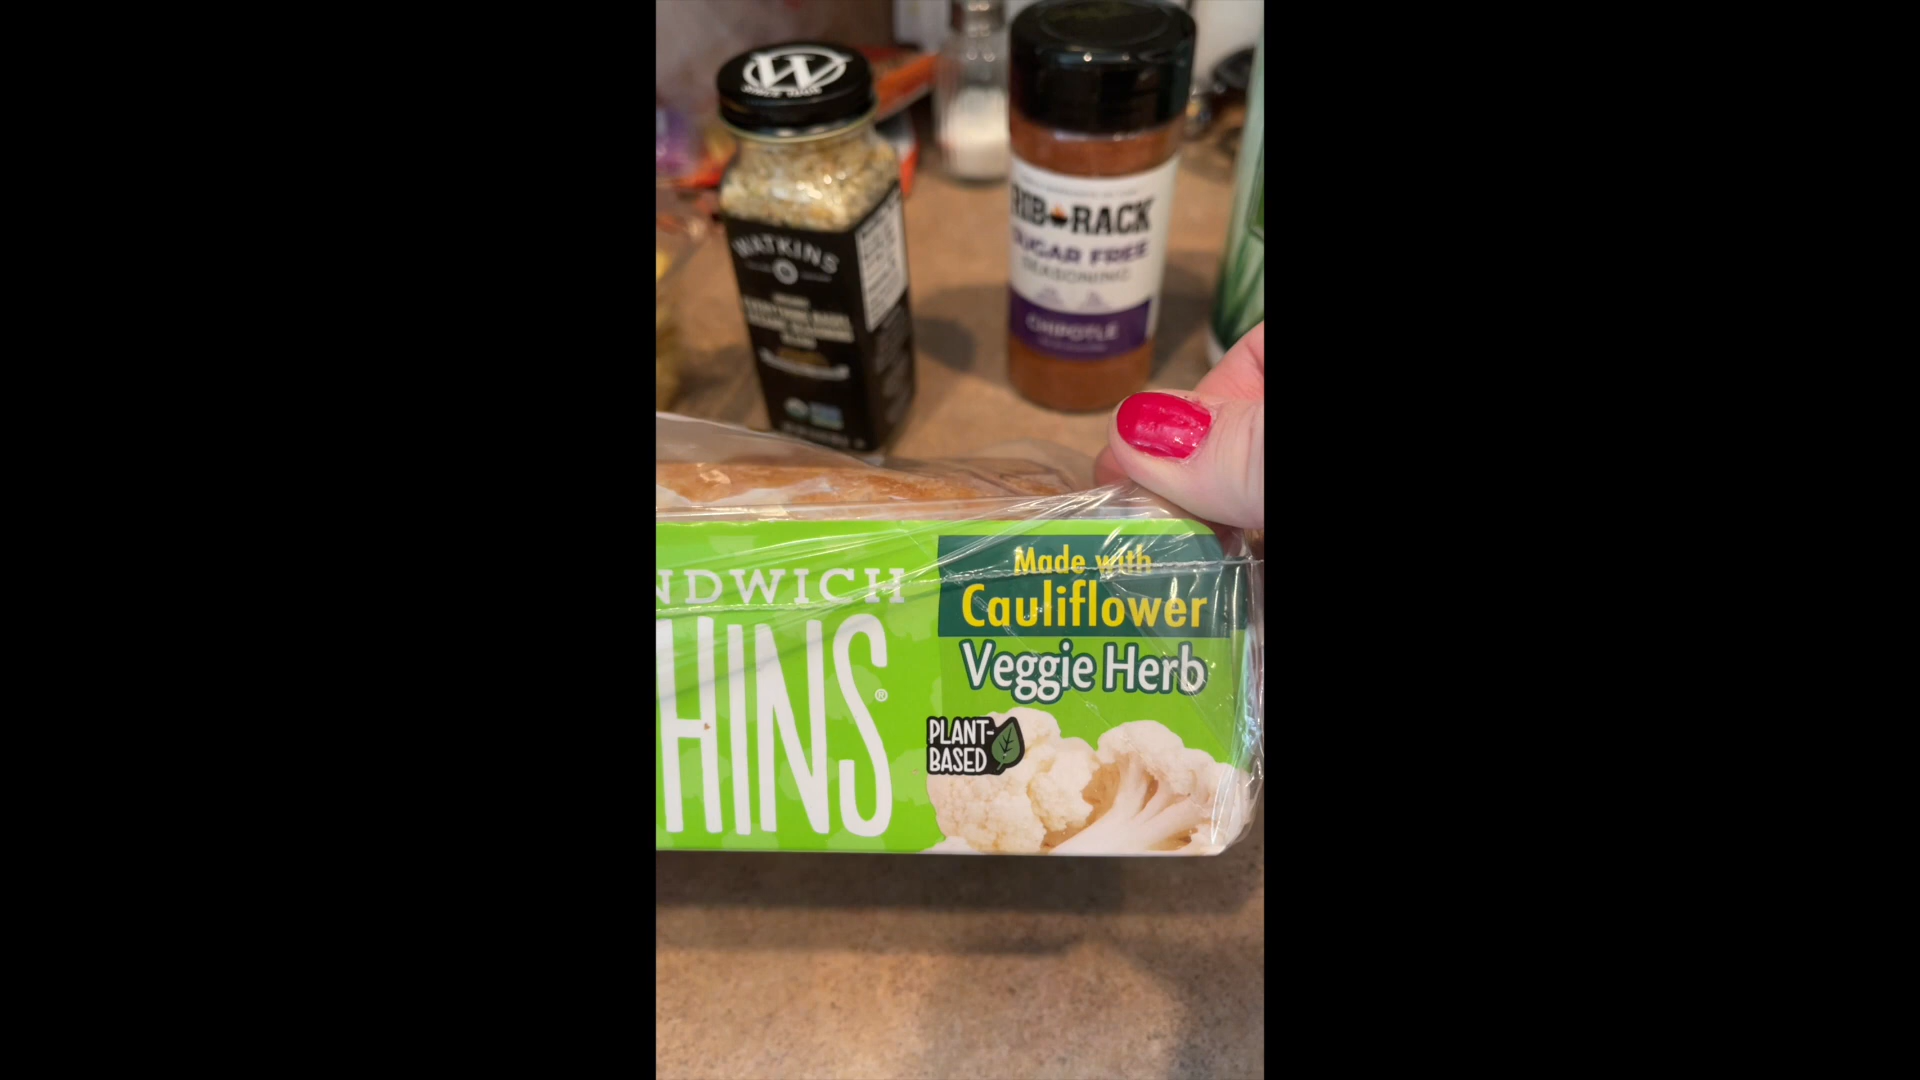 W
WATKINS
RIB RACK
SUGAR FREE
SEASONING
CHIPOTLE
NDWICH
HINS®
Made with
Cauliflower
Veggie Herb
PLANT-
BASED